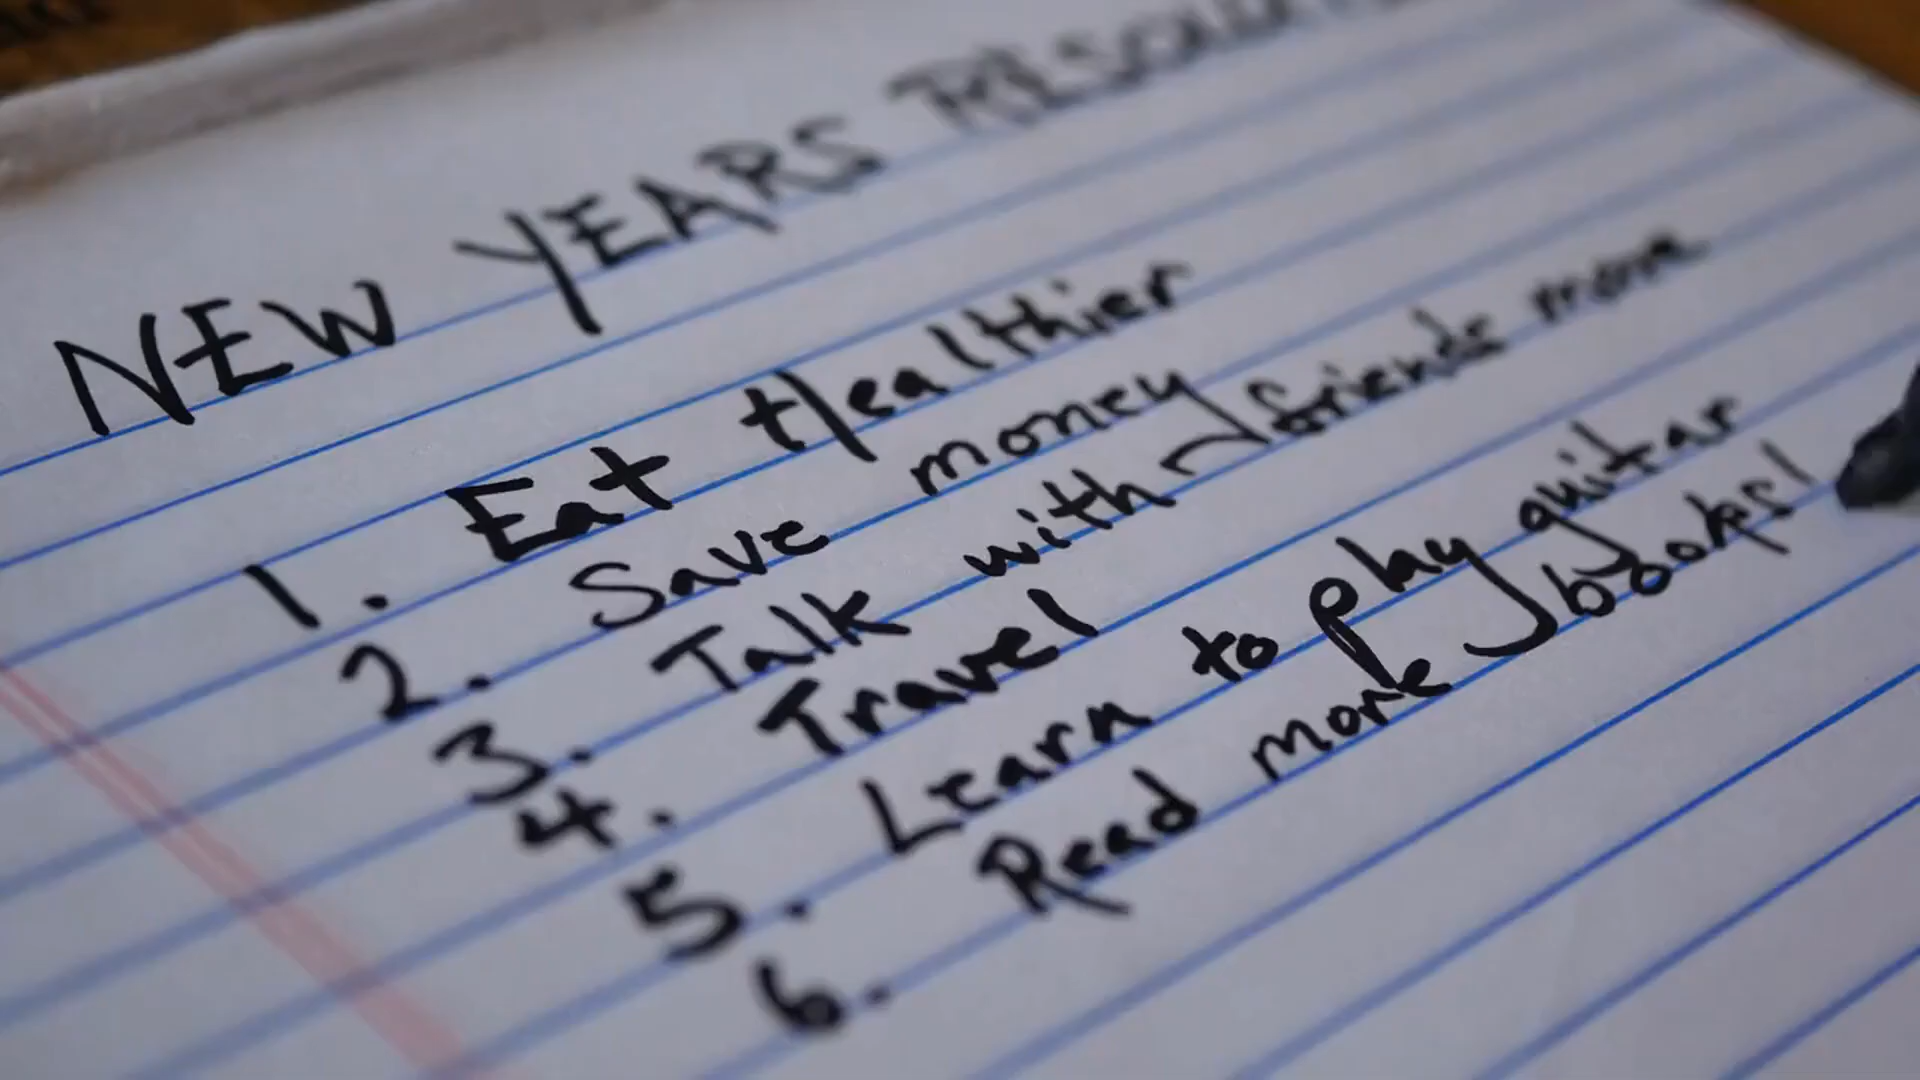 NEW YEARS RESOLUT
1. Eat Healthier
2. Save money
3. Talk with friends more
4. Travel
5. Learn to play guitar
6. Read more books!